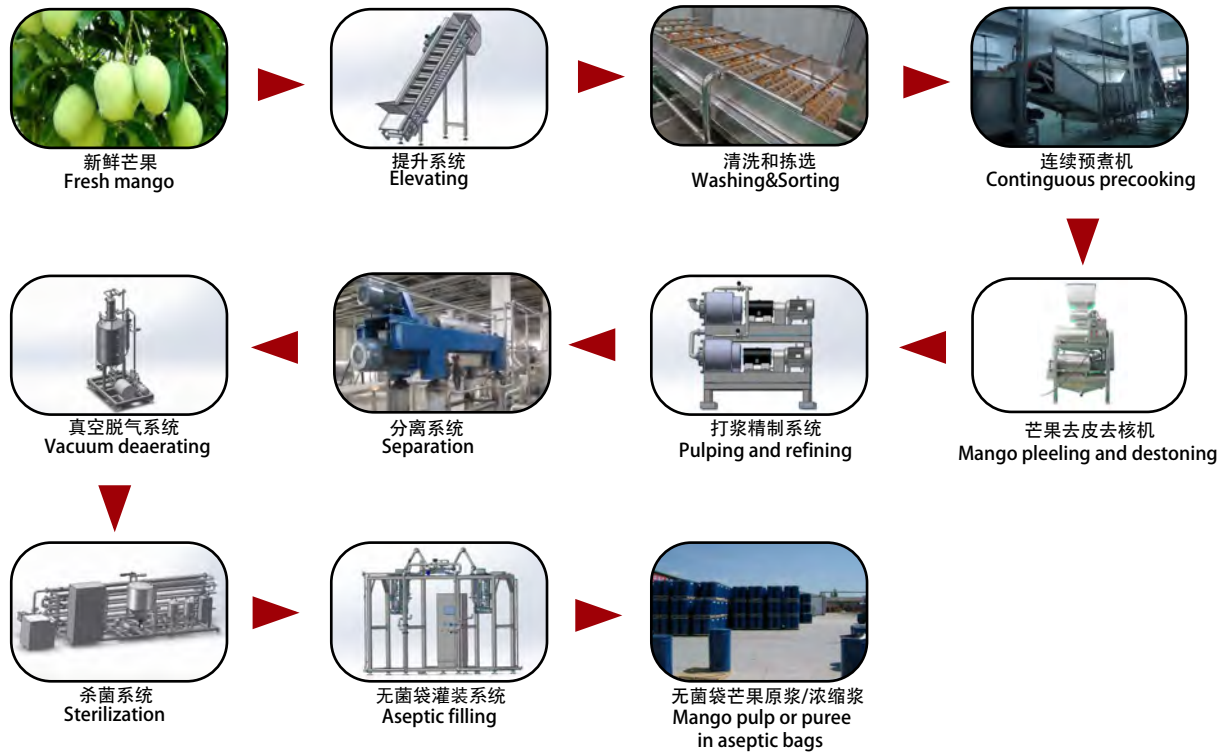 新鲜芒果
Fresh mango
提升系统
Elevating
清洗和拣选
Washing&Sorting
连续预煮机
Continguous precooking
芒果去皮去核机
Mango pleeling and destoning
打浆精制系统
Pulping and refining
分离系统
Separation
真空脱气系统
Vacuum deaerating
杀菌系统
Sterilization
无菌袋灌装系统
Aseptic filling
无菌袋芒果原浆/浓缩浆
Mango pulp or puree
in aseptic bags